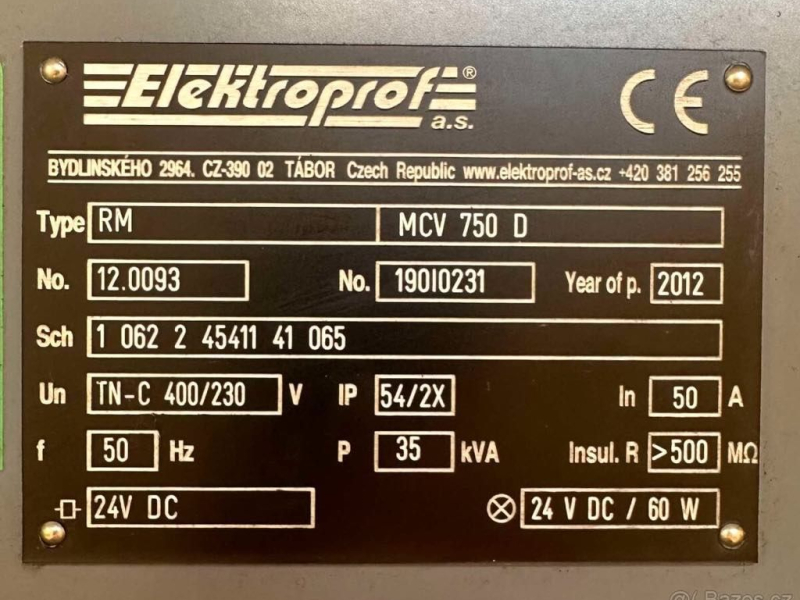 Elektroprof® a.s. CE
BYDLINSKÉHO 2964. CZ-390 02 TÁBOR Czech Republic www.elektroprof-as.cz +420 381 256 255
Type RM MCV 750 D
No. 12.0093 No. 190I0231 Year of p. 2012
Sch 1 062 2 45411 41 065
Un TN-C 400/230 V IP 54/2X In 50 A
f 50 Hz P 35 kVA Insul. R >500 MΩ
24V DC 24 V DC / 60 W
Bazos.cz